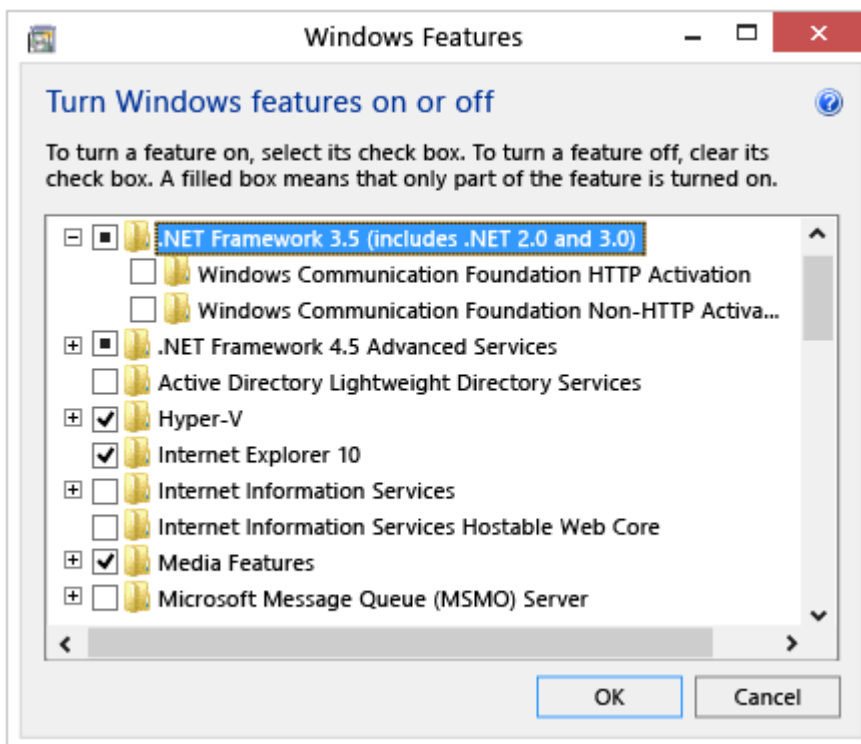 Windows Features
Turn Windows features on or off
To turn a feature on, select its check box. To turn a feature off, clear its
check box. A filled box means that only part of the feature is turned on.
.NET Framework 3.5 (includes .NET 2.0 and 3.0)
Windows Communication Foundation HTTP Activation
Windows Communication Foundation Non-HTTP Activa...
.NET Framework 4.5 Advanced Services
Active Directory Lightweight Directory Services
Hyper-V
Internet Explorer 10
Internet Information Services
Internet Information Services Hostable Web Core
Media Features
Microsoft Message Queue (MSMO) Server
OK
Cancel